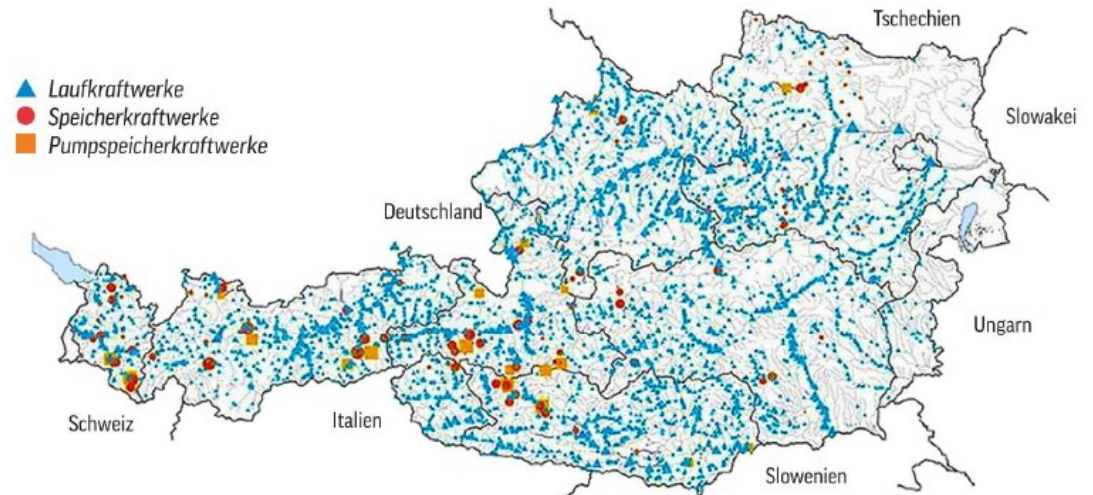 Tschechien
Laufkraftwerke
Speicherkraftwerke
Slowakei
Pumpspeicherkraftwerke
Deutschland
Ungarn
Schweiz
Italien
Slowenien